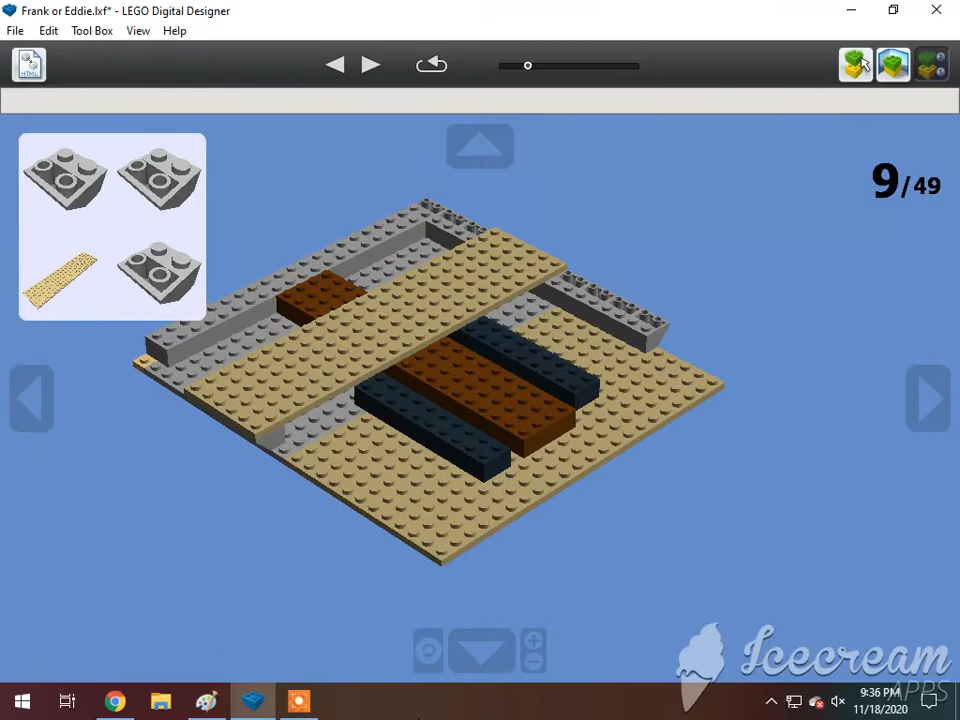 Frank or Eddie.lxf* - LEGO Digital Designer
File Edit Tool Box View Help
HTML
9/49
Icecream
APPS
9:36 PM
11/18/2020